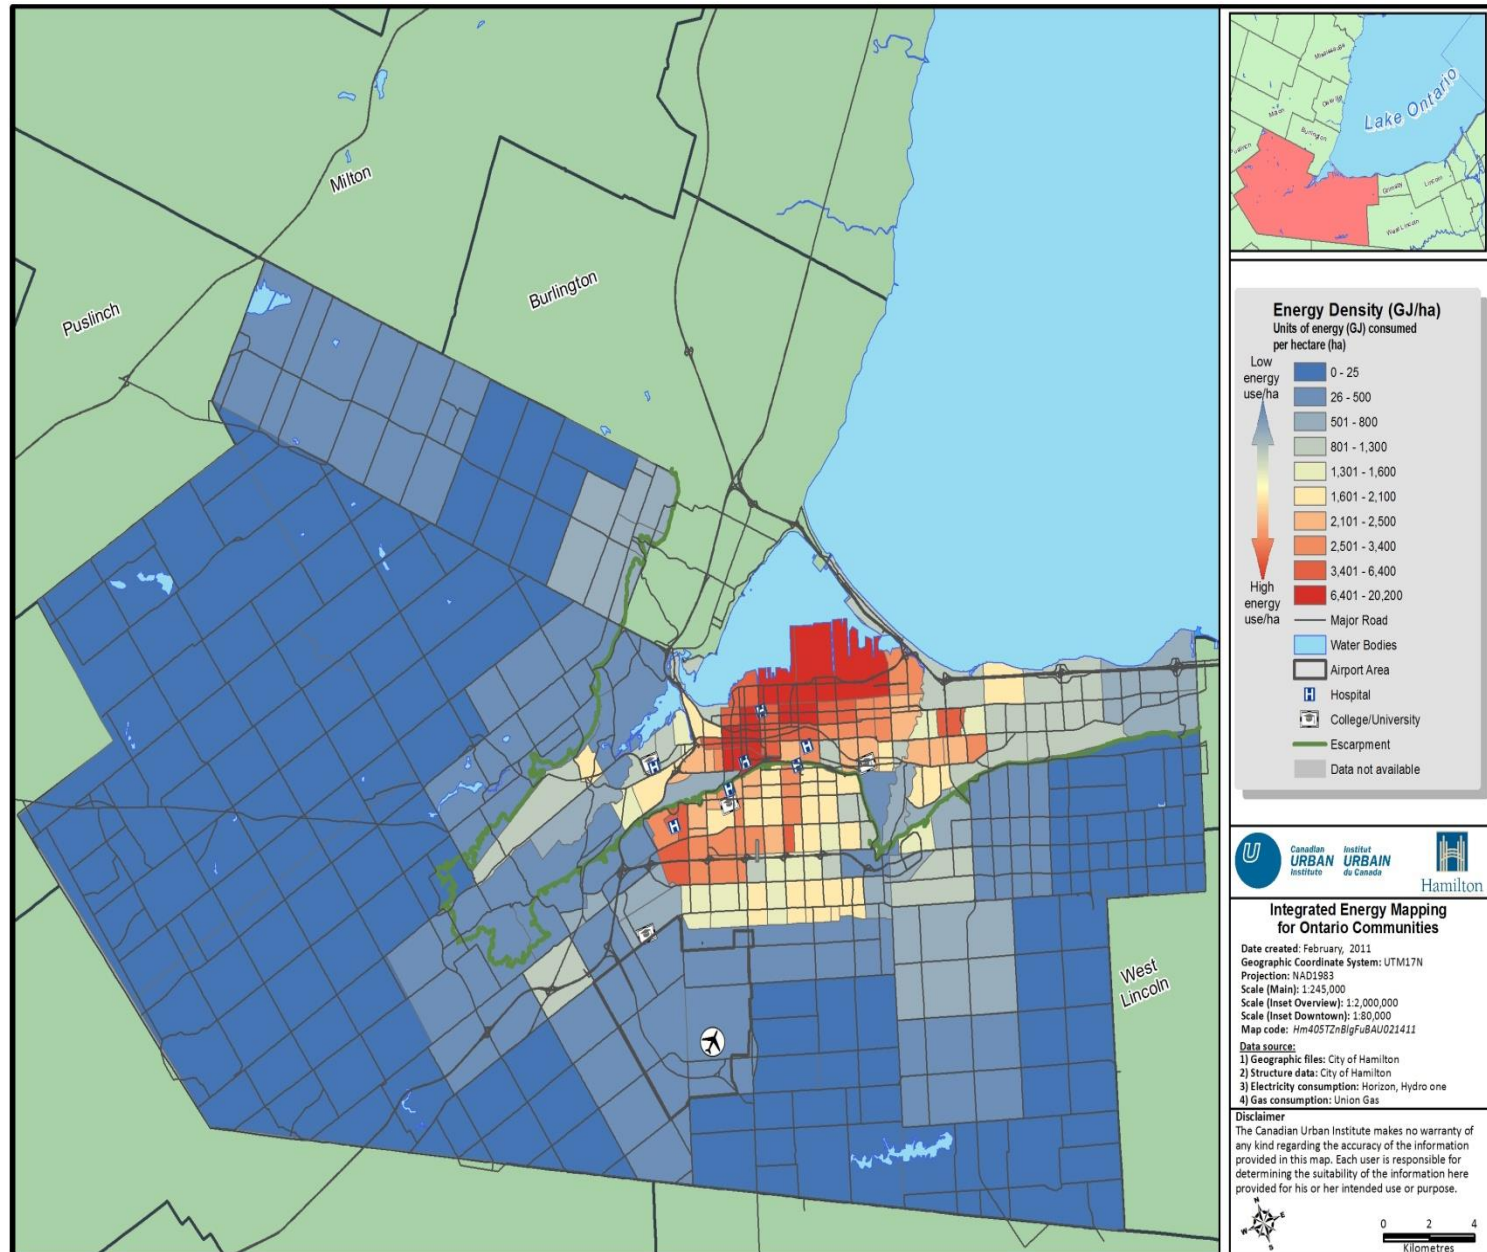 Milton
Burlington
Puslinch
West
Lincoln
Mississauga
Oakville
Milton
Burlington
Puslinch
Lake Ontario
Grimsby
Lincoln
West Lincoln
Energy Density (GJ/ha)
Units of energy (GJ) consumed
per hectare (ha)
Low
energy
use/ha
0 - 25
26 - 500
501 - 800
801 - 1,300
1,301 - 1,600
1,601 - 2,100
2,101 - 2,500
2,501 - 3,400
3,401 - 6,400
6,401 - 20,200
High
energy
use/ha
Major Road
Water Bodies
Airport Area
H Hospital
College/University
Escarpment
Data not available
U
Canadian Institut
URBAN URBAIN
Institute du Canada
Hamilton
Integrated Energy Mapping
for Ontario Communities
Date created: February, 2011
Geographic Coordinate System: UTM17N
Projection: NAD1983
Scale (Main): 1:245,000
Scale (Inset Overview): 1:2,000,000
Scale (Inset Downtown): 1:80,000
Map code: Hm405TZnBlgFuBAU021411
Data source:
1) Geographic files: City of Hamilton
2) Structure data: City of Hamilton
3) Electricity consumption: Horizon, Hydro one
4) Gas consumption: Union Gas
Disclaimer
The Canadian Urban Institute makes no warranty of
any kind regarding the accuracy of the information
provided in this map. Each user is responsible for
determining the suitability of the information here
provided for his or her intended use or purpose.
N
W E
S
0 2 4
Kilometres